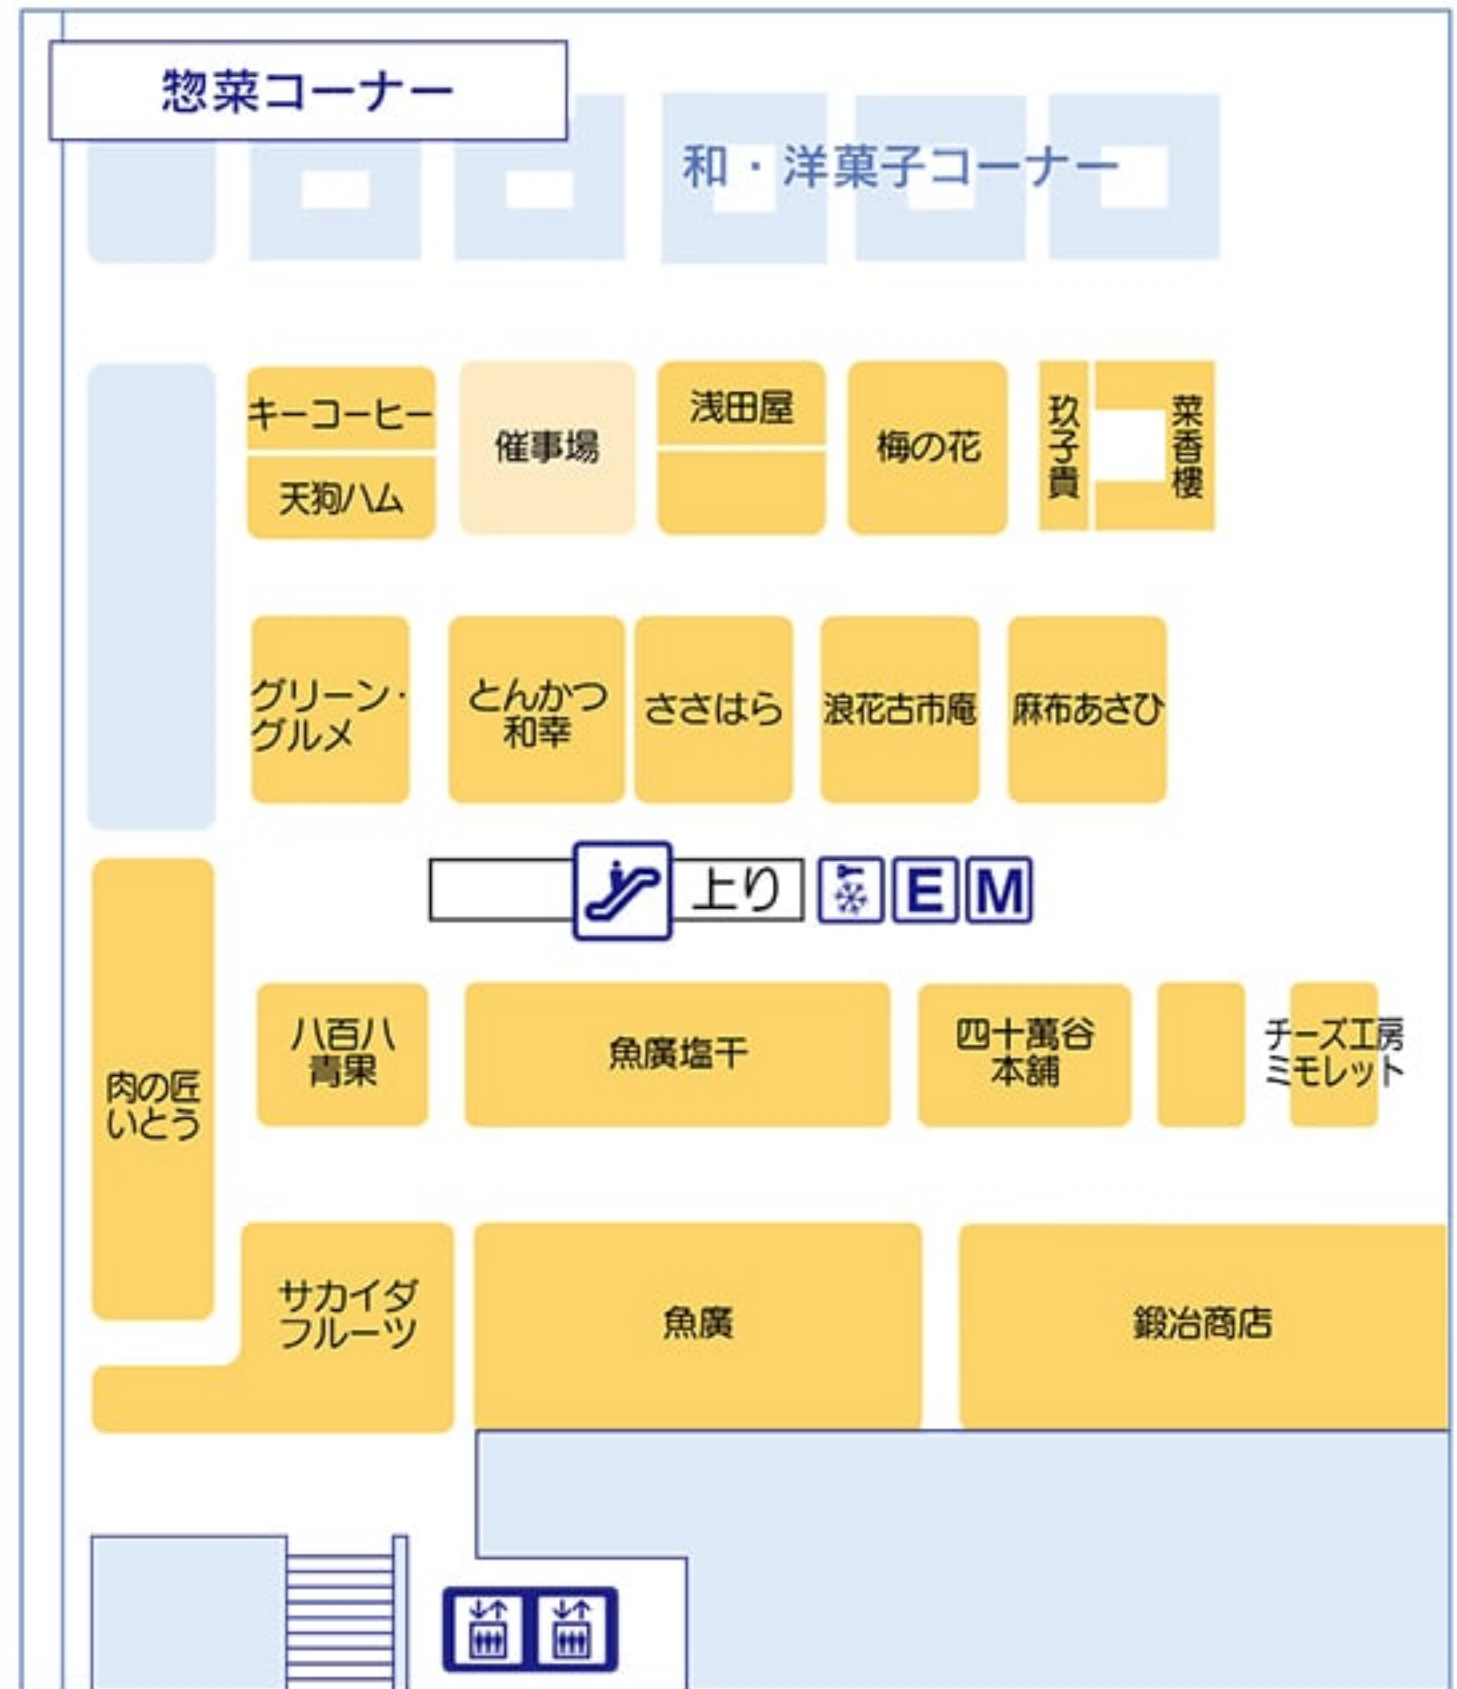 惣菜コーナー
和・洋菓子コーナー
キーコーヒー
天狗ハム
催事場
浅田屋
梅の花
玖子貴
菜香樓
グリーン・
グルメ
とんかつ
和幸
ささはら
浪花古市庵
麻布あさひ
上り
E
M
肉の匠
いとう
八百八
青果
魚廣塩干
四十萬谷
本舗
チーズ工房
ミモレット
サカイダ
フルーツ
魚廣
鍛冶商店